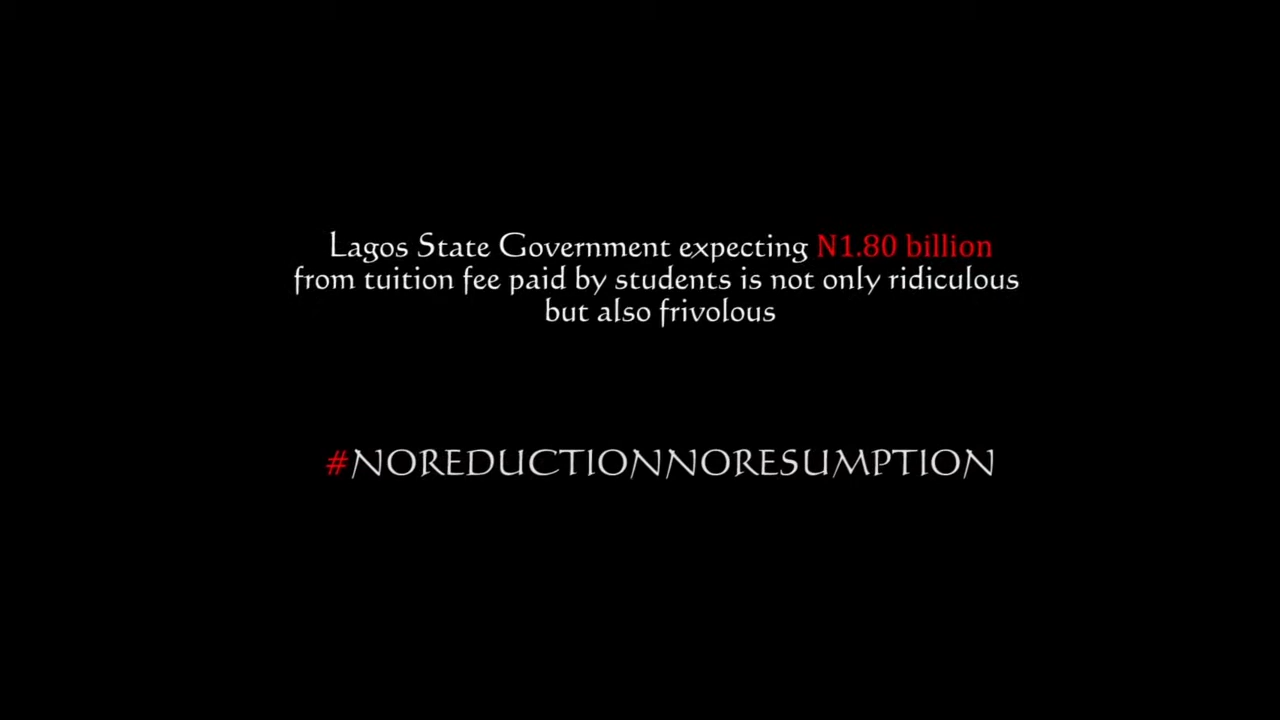 Lagos State Government expecting N1.80 billion
from tuition fee paid by students is not only ridiculous
but also frivolous
#NOREDUCTIONNORESUMPTION